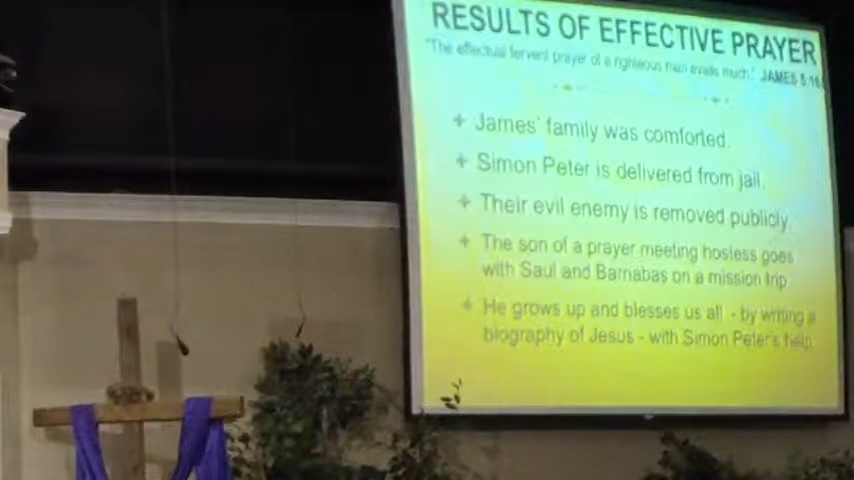 RESULTS OF EFFECTIVE PRAYER
"The effectual fervent prayer of a righteous man avails much." JAMES 5:16
James' family was comforted.
Simon Peter is delivered from jail.
Their evil enemy is removed publicly.
The son of a prayer meeting hostess goes
with Saul and Barnabas on a mission trip
He grows up and blesses us all - by writing a
biography of Jesus - with Simon Peter's help.